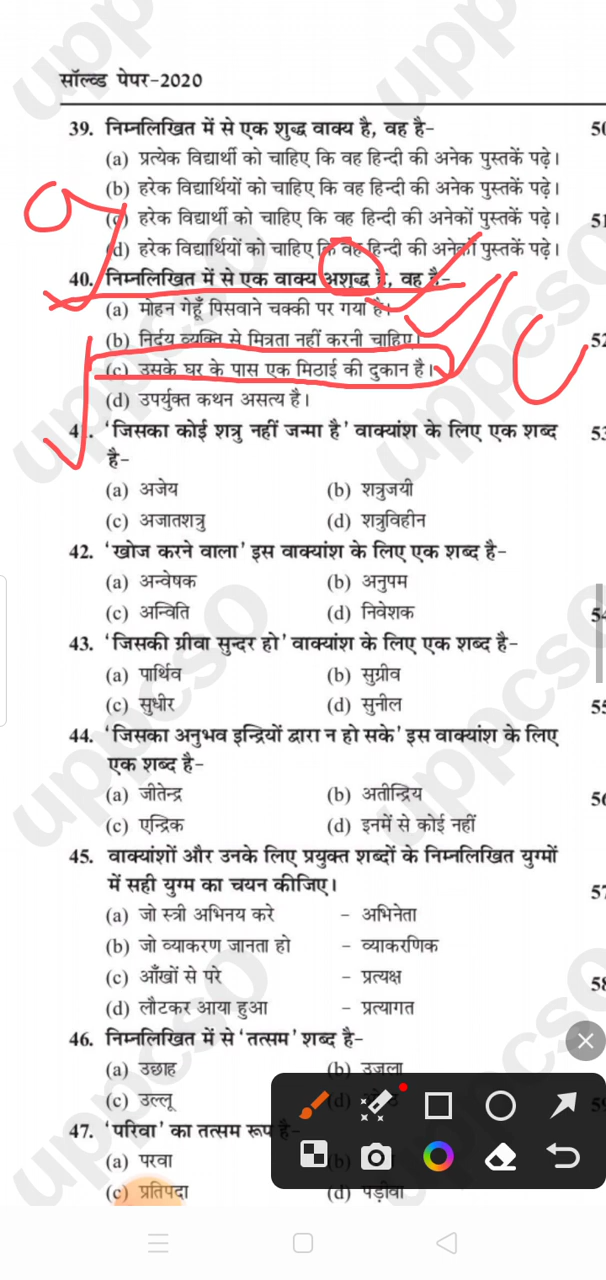 सॉल्व्ड पेपर-2020
39. निम्नलिखित में से एक शुद्ध वाक्य है, वह है-
(a) प्रत्येक विद्यार्थी को चाहिए कि वह हिन्दी की अनेक पुस्तकें पढ़े।
(b) हरेक विद्यार्थियों को चाहिए कि वह हिन्दी की अनेक पुस्तकें पढ़े।
(c) हरेक विद्यार्थी को चाहिए कि वह हिन्दी की अनेकों पुस्तकें पढ़े।
(d) हरेक विद्यार्थियों को चाहिए कि वह हिन्दी की अनेकों पुस्तकें पढ़े।
40. निम्नलिखित में से एक वाक्य अशुद्ध है, वह है-
(a) मोहन गेहूँ पिसवाने चक्की पर गया है।
(b) निर्दय व्यक्ति से मित्रता नहीं करनी चाहिए।
(c) उसके घर के पास एक मिठाई की दुकान है।
(d) उपर्युक्त कथन असत्य है।
41. 'जिसका कोई शत्रु नहीं जन्मा है' वाक्यांश के लिए एक शब्द
है-
(a) अजेय (b) शत्रुजयी
(c) अजातशत्रु (d) शत्रुविहीन
42. 'खोज करने वाला' इस वाक्यांश के लिए एक शब्द है-
(a) अन्वेषक (b) अनुपम
(c) अन्विति (d) निवेशक
43. 'जिसकी ग्रीवा सुन्दर हो' वाक्यांश के लिए एक शब्द है-
(a) पार्थिव (b) सुग्रीव
(c) सुधीर (d) सुनील
44. 'जिसका अनुभव इन्द्रियों द्वारा न हो सके' इस वाक्यांश के लिए
एक शब्द है-
(a) जीतेन्द्र (b) अतीन्द्रिय
(c) एन्द्रिक (d) इनमें से कोई नहीं
45. वाक्यांशों और उनके लिए प्रयुक्त शब्दों के निम्नलिखित युग्मों
में सही युग्म का चयन कीजिए।
(a) जो स्त्री अभिनय करे - अभिनेता
(b) जो व्याकरण जानता हो - व्याकरणिक
(c) आँखों से परे - प्रत्यक्ष
(d) लौटकर आया हुआ - प्रत्यागत
46. निम्नलिखित में से 'तत्सम' शब्द है-
(a) उछाह (b) उजला
(c) उल्लू (d)
47. 'परिवा' का तत्सम रूप है-
(a) परवा (b)
(c) प्रतिपदा (d) पड़ीवा